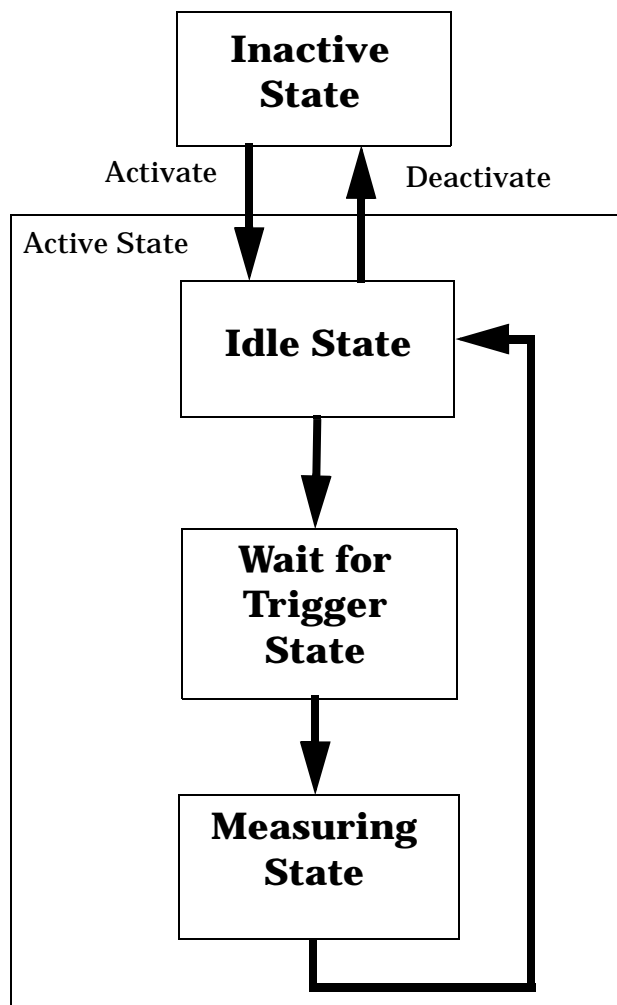 Inactive
State
Activate
Deactivate
Active State
Idle State
Wait for
Trigger
State
Measuring
State